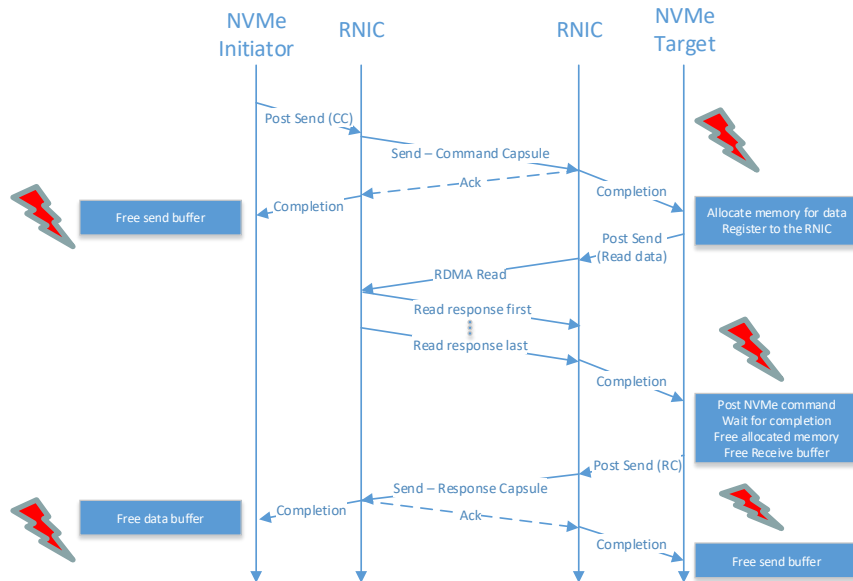 NVMe
Initiator
RNIC
RNIC
NVMe
Target
Post Send (CC)
Send – Command Capsule
Ack
Completion
Completion
Free send buffer
Allocate memory for data
Register to the RNIC
Post Send
(Read data)
RDMA Read
Read response first
Read response last
Completion
Post NVMe command
Wait for completion
Free allocated memory
Free Receive buffer
Post Send (RC)
Send – Response Capsule
Completion
Ack
Free data buffer
Completion
Free send buffer